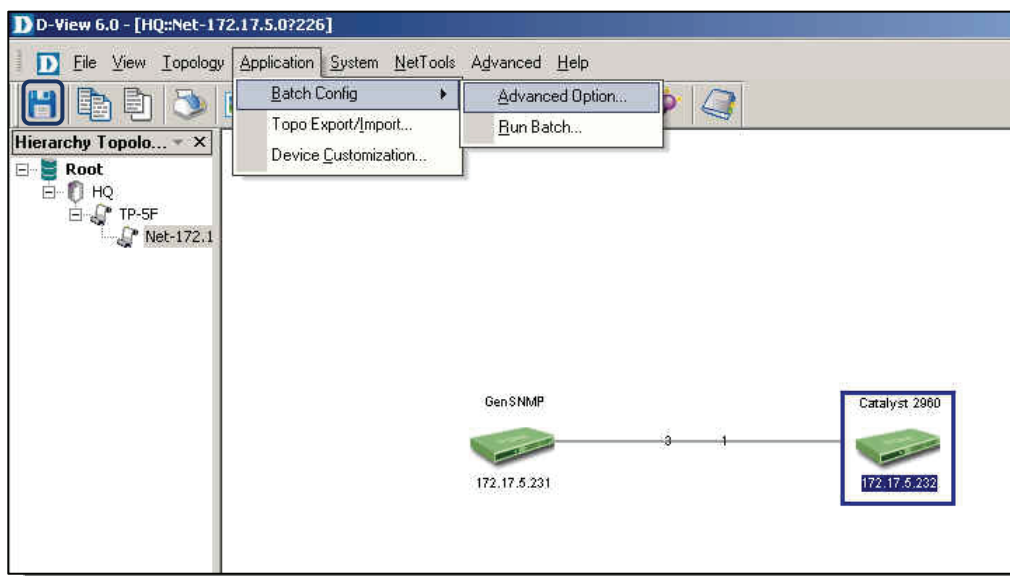 D-View 6.0 - [HQ::Net-172.17.5.0?226]
File View Topology Application System NetTools Advanced Help
Batch Config
Advanced Option...
Topo Export/Import...
Run Batch...
Device Customization...
Hierarchy Topolo...
Root
HQ
TP-5F
Net-172.1
GenSNMP
Catalyst 2960
3 1
172.17.5.231
172.17.5.232